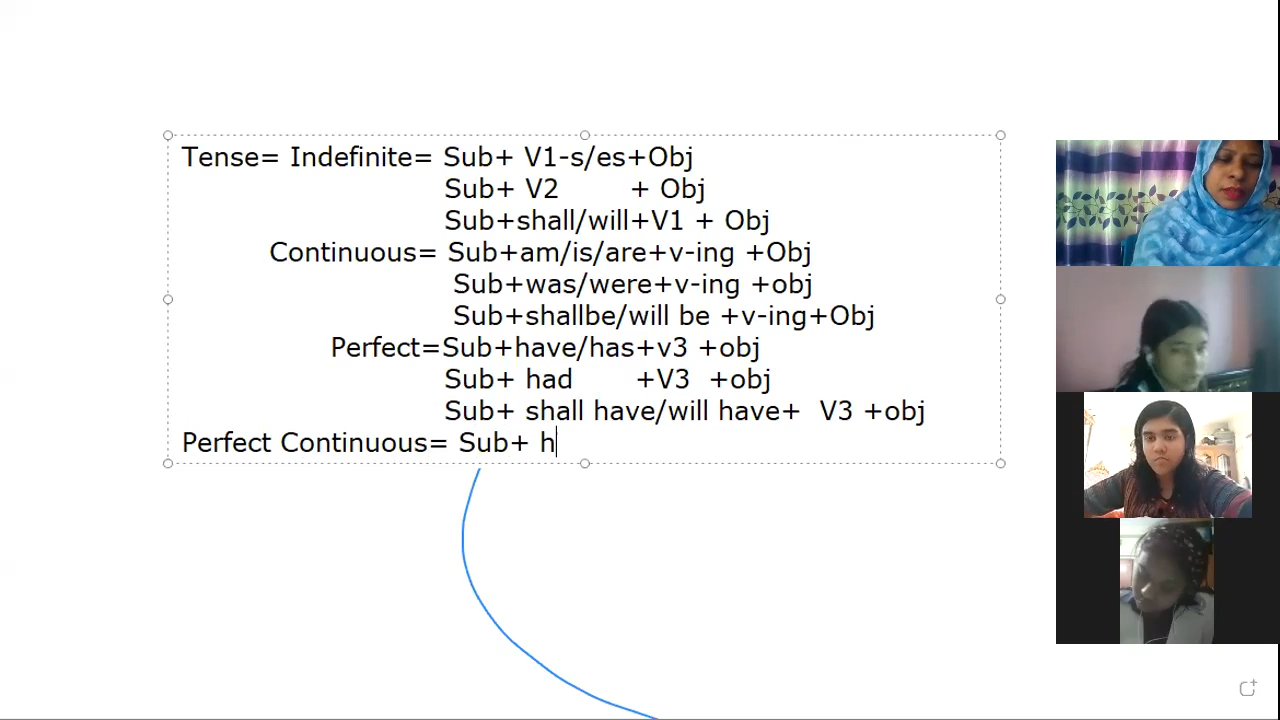 Tense= Indefinite= Sub+ V1-s/es+Obj
Sub+ V2 + Obj
Sub+shall/will+V1 + Obj
Continuous= Sub+am/is/are+v-ing +Obj
Sub+was/were+v-ing +obj
Sub+shallbe/will be +v-ing+Obj
Perfect=Sub+have/has+v3 +obj
Sub+ had +V3 +obj
Sub+ shall have/will have+ V3 +obj
Perfect Continuous= Sub+ h